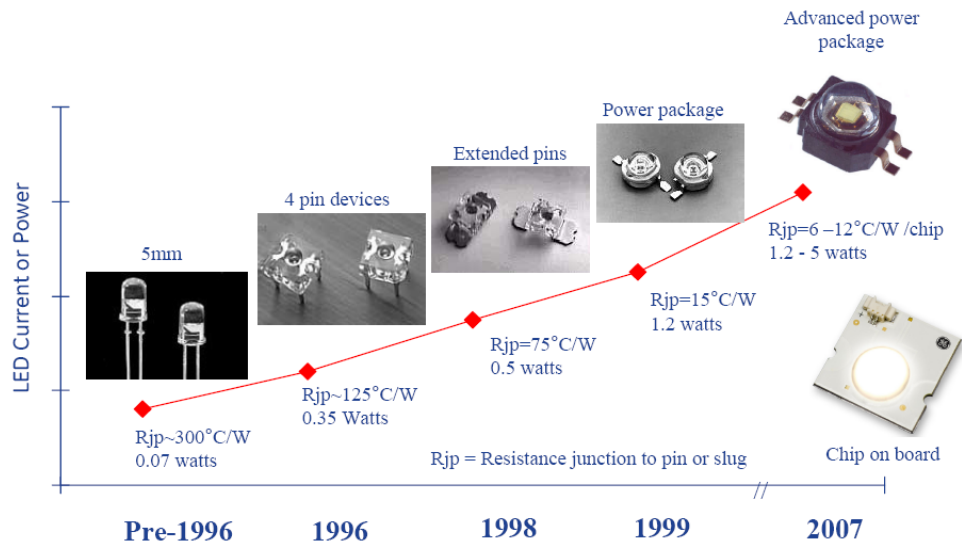 Advanced power
package
Power package
Extended pins
4 pin devices
5mm
LED Current or Power
Rjp=6 –12°C/W /chip
1.2 - 5 watts
Rjp=15°C/W
1.2 watts
Rjp=75°C/W
0.5 watts
Rjp~125°C/W
0.35 Watts
Rjp~300°C/W
0.07 watts
Rjp = Resistance junction to pin or slug
Chip on board
//
Pre-1996
1996
1998
1999
2007